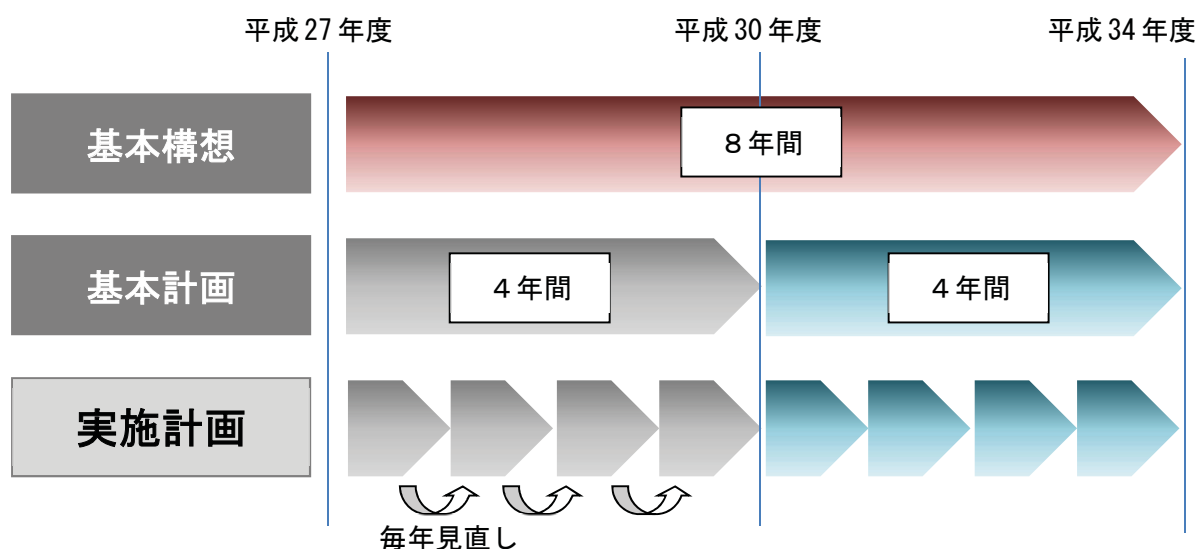 平成27年度
平成30年度
平成34年度
基本構想
8年間
基本計画
4年間
4年間
実施計画
毎年見直し